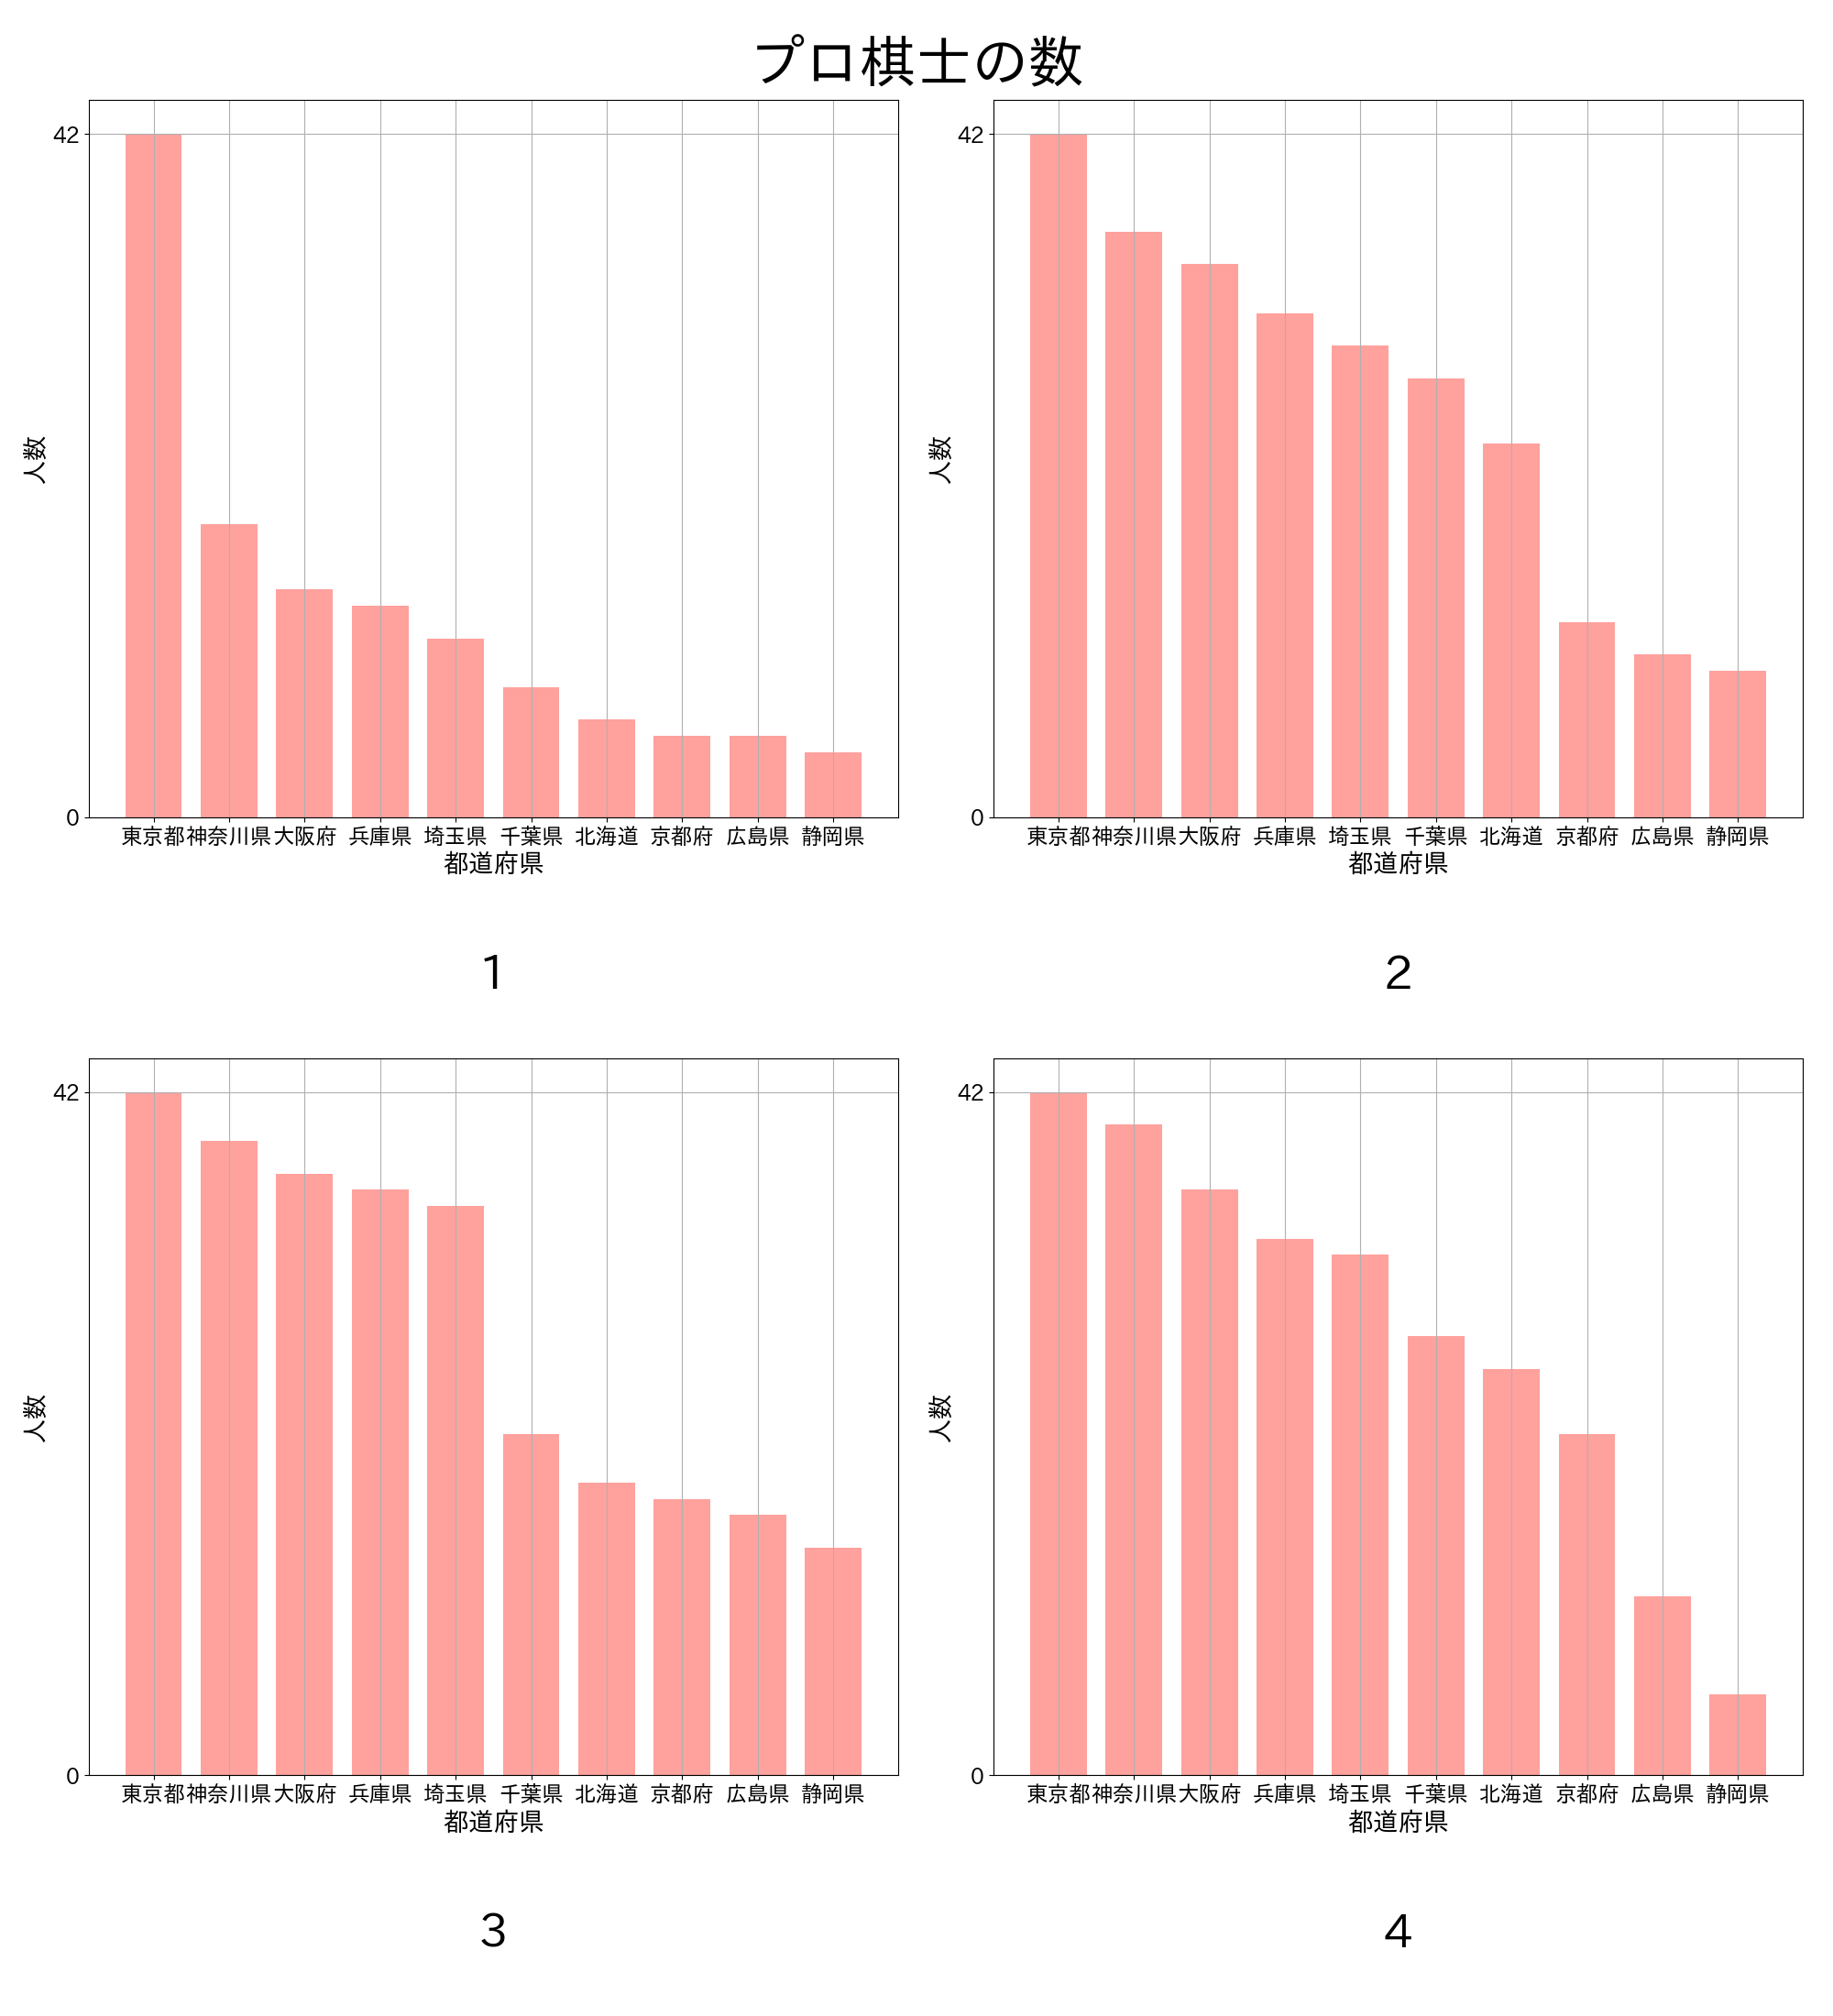 プロ棋士の数
42
人数
0
東京都 神奈川県 大阪府 兵庫県 埼玉県 千葉県 北海道 京都府 広島県 静岡県
都道府県
1
42
人数
0
東京都 神奈川県 大阪府 兵庫県 埼玉県 千葉県 北海道 京都府 広島県 静岡県
都道府県
2
42
人数
0
東京都 神奈川県 大阪府 兵庫県 埼玉県 千葉県 北海道 京都府 広島県 静岡県
都道府県
3
42
人数
0
東京都 神奈川県 大阪府 兵庫県 埼玉県 千葉県 北海道 京都府 広島県 静岡県
都道府県
4